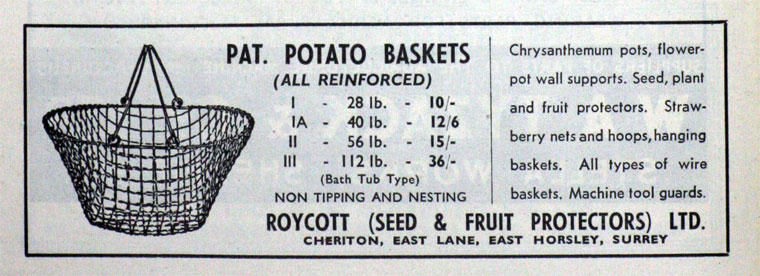 PAT. POTATO BASKETS
(ALL REINFORCED)
I - 28 lb. - 10/-
IA - 40 lb. - 12/6
II - 56 lb. - 15/-
III - 112 lb. - 36/-
(Bath Tub Type)
NON TIPPING AND NESTING
Chrysanthemum pots, flower-
pot wall supports. Seed, plant
and fruit protectors. Straw-
berry nets and hoops, hanging
baskets. All types of wire
baskets. Machine tool guards.
ROYCOTT (SEED & FRUIT PROTECTORS) LTD.
CHERITON, EAST LANE, EAST HORSLEY, SURREY